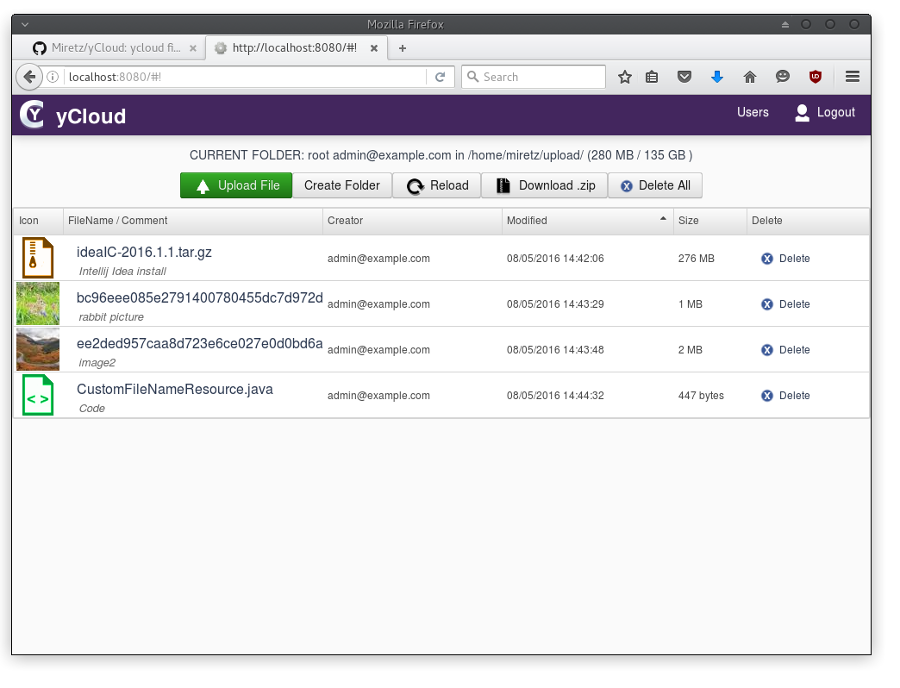 Mozilla Firefox
Miretz/yCloud: ycloud fi...
http://localhost:8080/#!
localhost:8080/#!
Search
yCloud
Users
Logout
CURRENT FOLDER: root admin@example.com in /home/miretz/upload/ (280 MB / 135 GB )
Upload File
Create Folder
Reload
Download .zip
Delete All
Icon FileName / Comment Creator Modified Size Delete
ideaIC-2016.1.1.tar.gz
Intellij Idea install
admin@example.com 08/05/2016 14:42:06 276 MB Delete
bc96eee085e2791400780455dc7d972d
rabbit picture
admin@example.com 08/05/2016 14:43:29 1 MB Delete
ee2ded957caa8d723e6ce027e0d0bd6a
image2
admin@example.com 08/05/2016 14:43:48 2 MB Delete
CustomFileNameResource.java
Code
admin@example.com 08/05/2016 14:44:32 447 bytes Delete